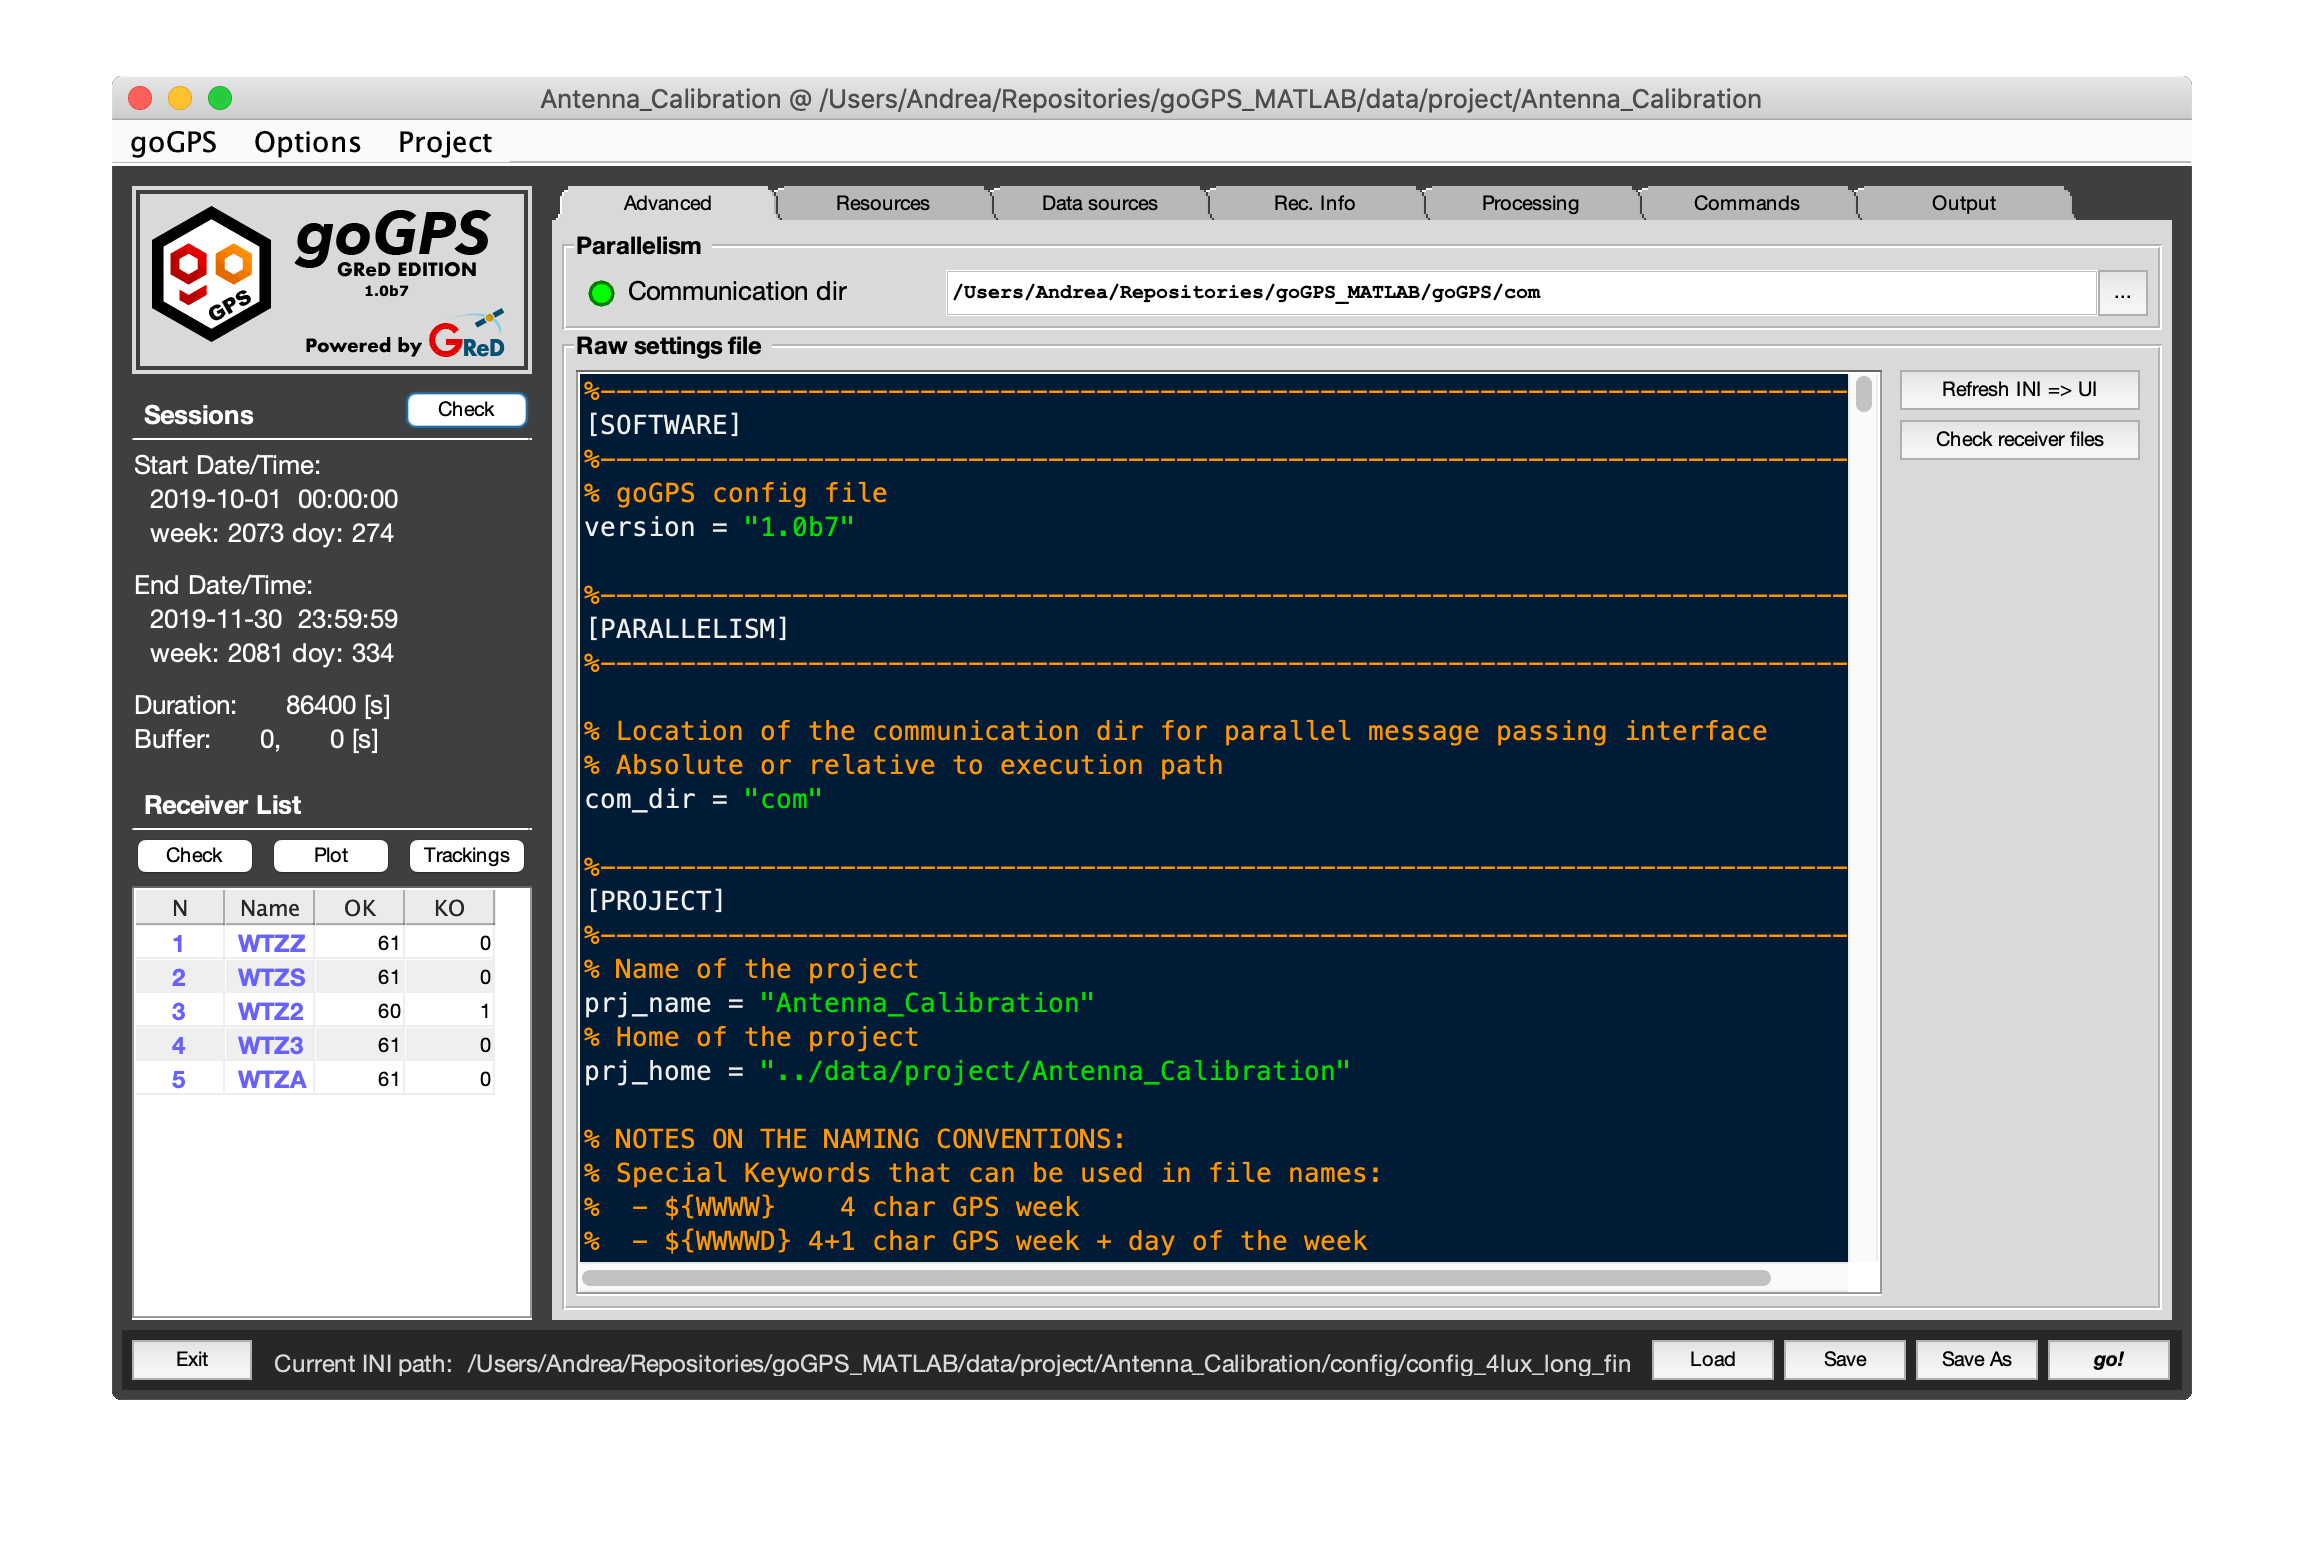 Antenna_Calibration @ /Users/Andrea/Repositories/goGPS_MATLAB/data/project/Antenna_Calibration
goGPS Options Project
go GPS
goGPS
GReD EDITION
1.0b7
Powered by GReD
Sessions Check
Start Date/Time:
2019-10-01 00:00:00
week: 2073 doy: 274
End Date/Time:
2019-11-30 23:59:59
week: 2081 doy: 334
Duration: 86400 [s]
Buffer: 0, 0 [s]
Receiver List
Check Plot Trackings
N Name OK KO
1 WTZZ 61 0
2 WTZS 61 0
3 WTZ2 60 1
4 WTZ3 61 0
5 WTZA 61 0
Advanced Resources Data sources Rec. Info Processing Commands Output
Parallelism
Communication dir /Users/Andrea/Repositories/goGPS_MATLAB/goGPS/com ...
Raw settings file
%-------------------------------------------------------------------------------
[SOFTWARE]
%-------------------------------------------------------------------------------
% goGPS config file
version = "1.0b7"
%-------------------------------------------------------------------------------
[PARALLELISM]
%-------------------------------------------------------------------------------
% Location of the communication dir for parallel message passing interface
% Absolute or relative to execution path
com_dir = "com"
%-------------------------------------------------------------------------------
[PROJECT]
%-------------------------------------------------------------------------------
% Name of the project
prj_name = "Antenna_Calibration"
% Home of the project
prj_home = "../data/project/Antenna_Calibration"
% NOTES ON THE NAMING CONVENTIONS:
% Special Keywords that can be used in file names:
%  - ${WWWW}    4 char GPS week
%  - ${WWWWD} 4+1 char GPS week + day of the week
Refresh INI => UI
Check receiver files
Exit Current INI path: /Users/Andrea/Repositories/goGPS_MATLAB/data/project/Antenna_Calibration/config/config_4lux_long_fin Load Save Save As go!